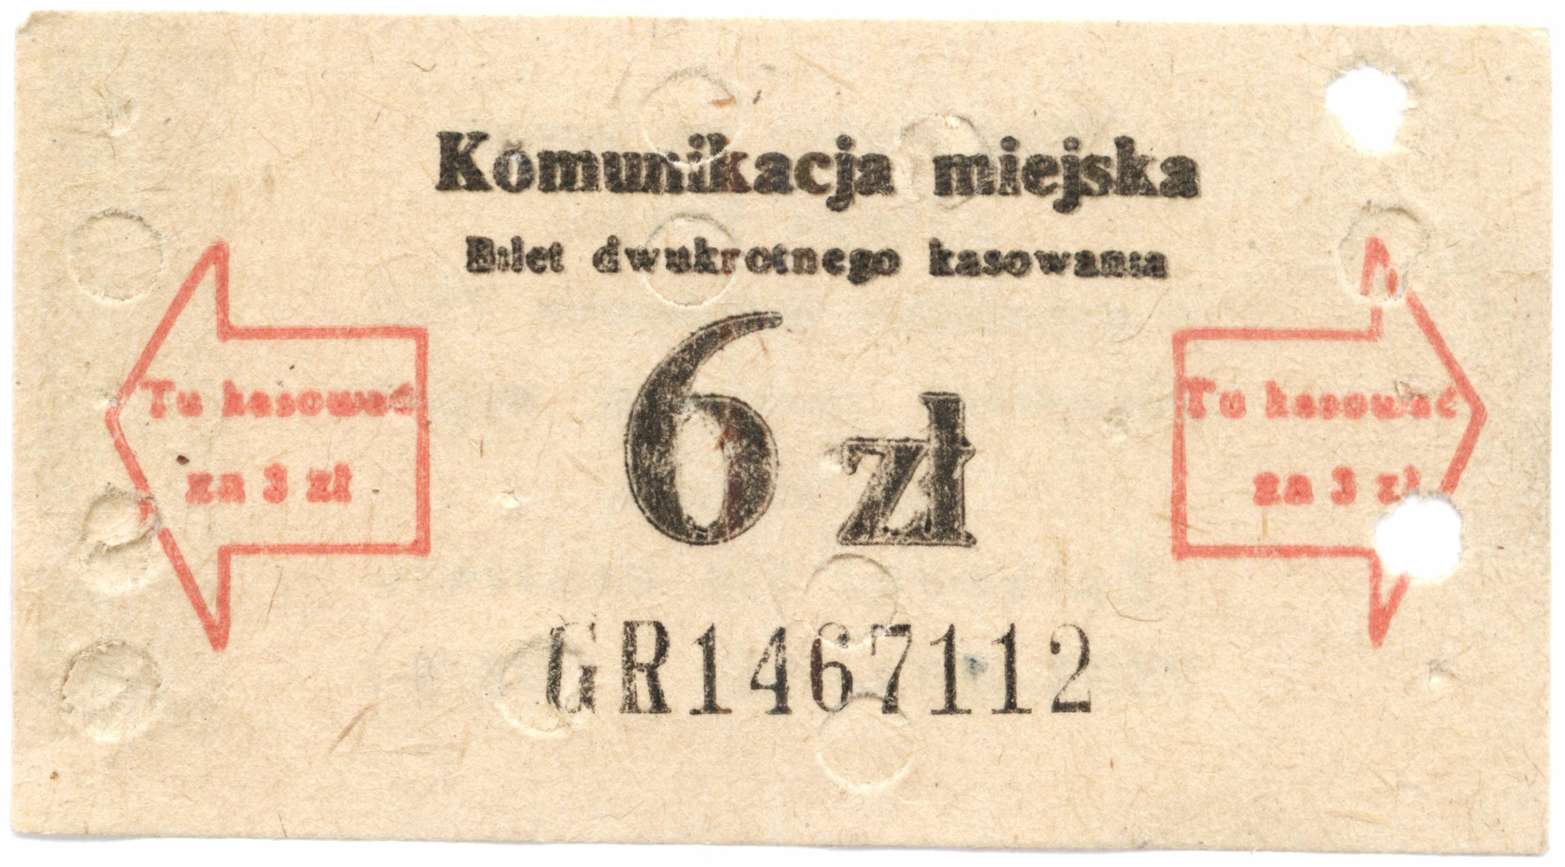 Komunikacja miejska
Bilet dwukrotnego kasowania
6 zł
Tu kasować
za 3 zł
Tu kasować
za 3 zł
GR1467112